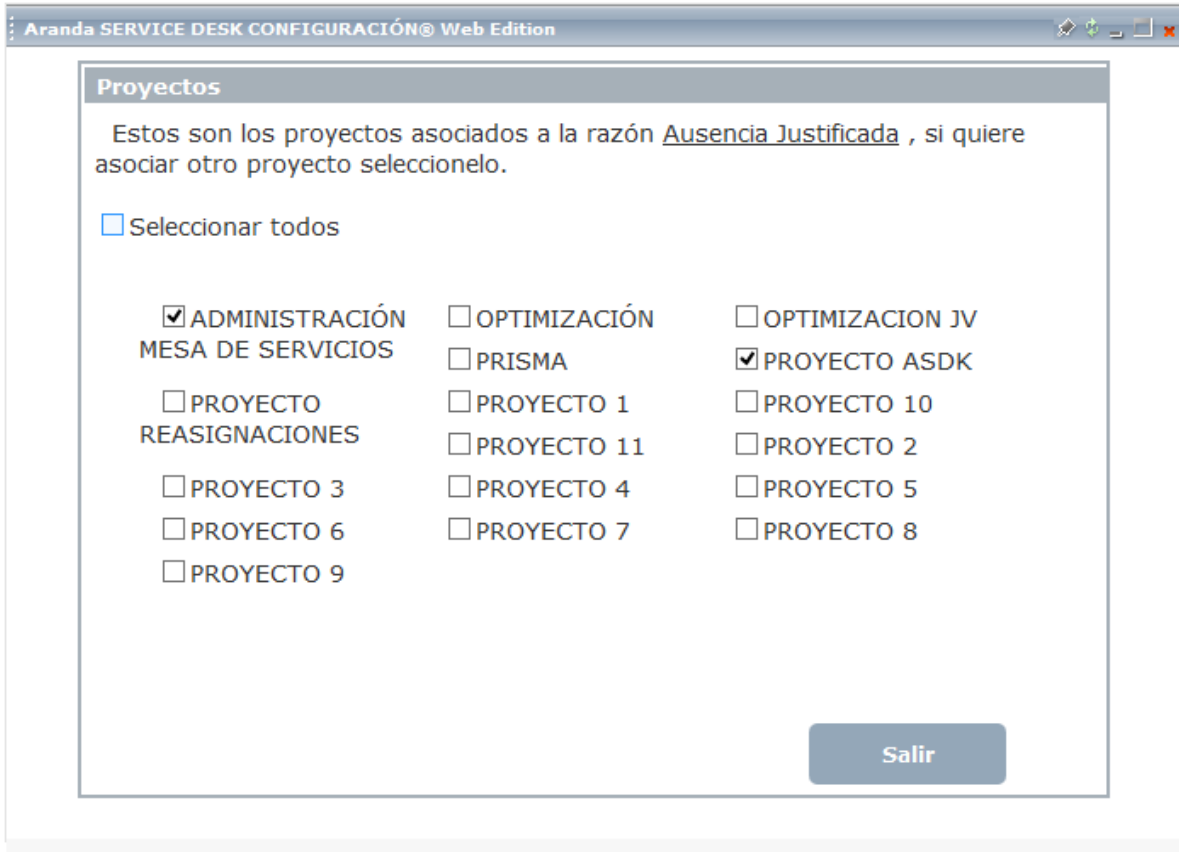 Aranda SERVICE DESK CONFIGURACIÓN® Web Edition
Proyectos
Estos son los proyectos asociados a la razón Ausencia Justificada , si quiere
asociar otro proyecto seleccionelo.
Seleccionar todos
ADMINISTRACIÓN
MESA DE SERVICIOS
OPTIMIZACIÓN
OPTIMIZACION JV
PRISMA
PROYECTO ASDK
PROYECTO
REASIGNACIONES
PROYECTO 1
PROYECTO 10
PROYECTO 11
PROYECTO 2
PROYECTO 3
PROYECTO 4
PROYECTO 5
PROYECTO 6
PROYECTO 7
PROYECTO 8
PROYECTO 9
Salir